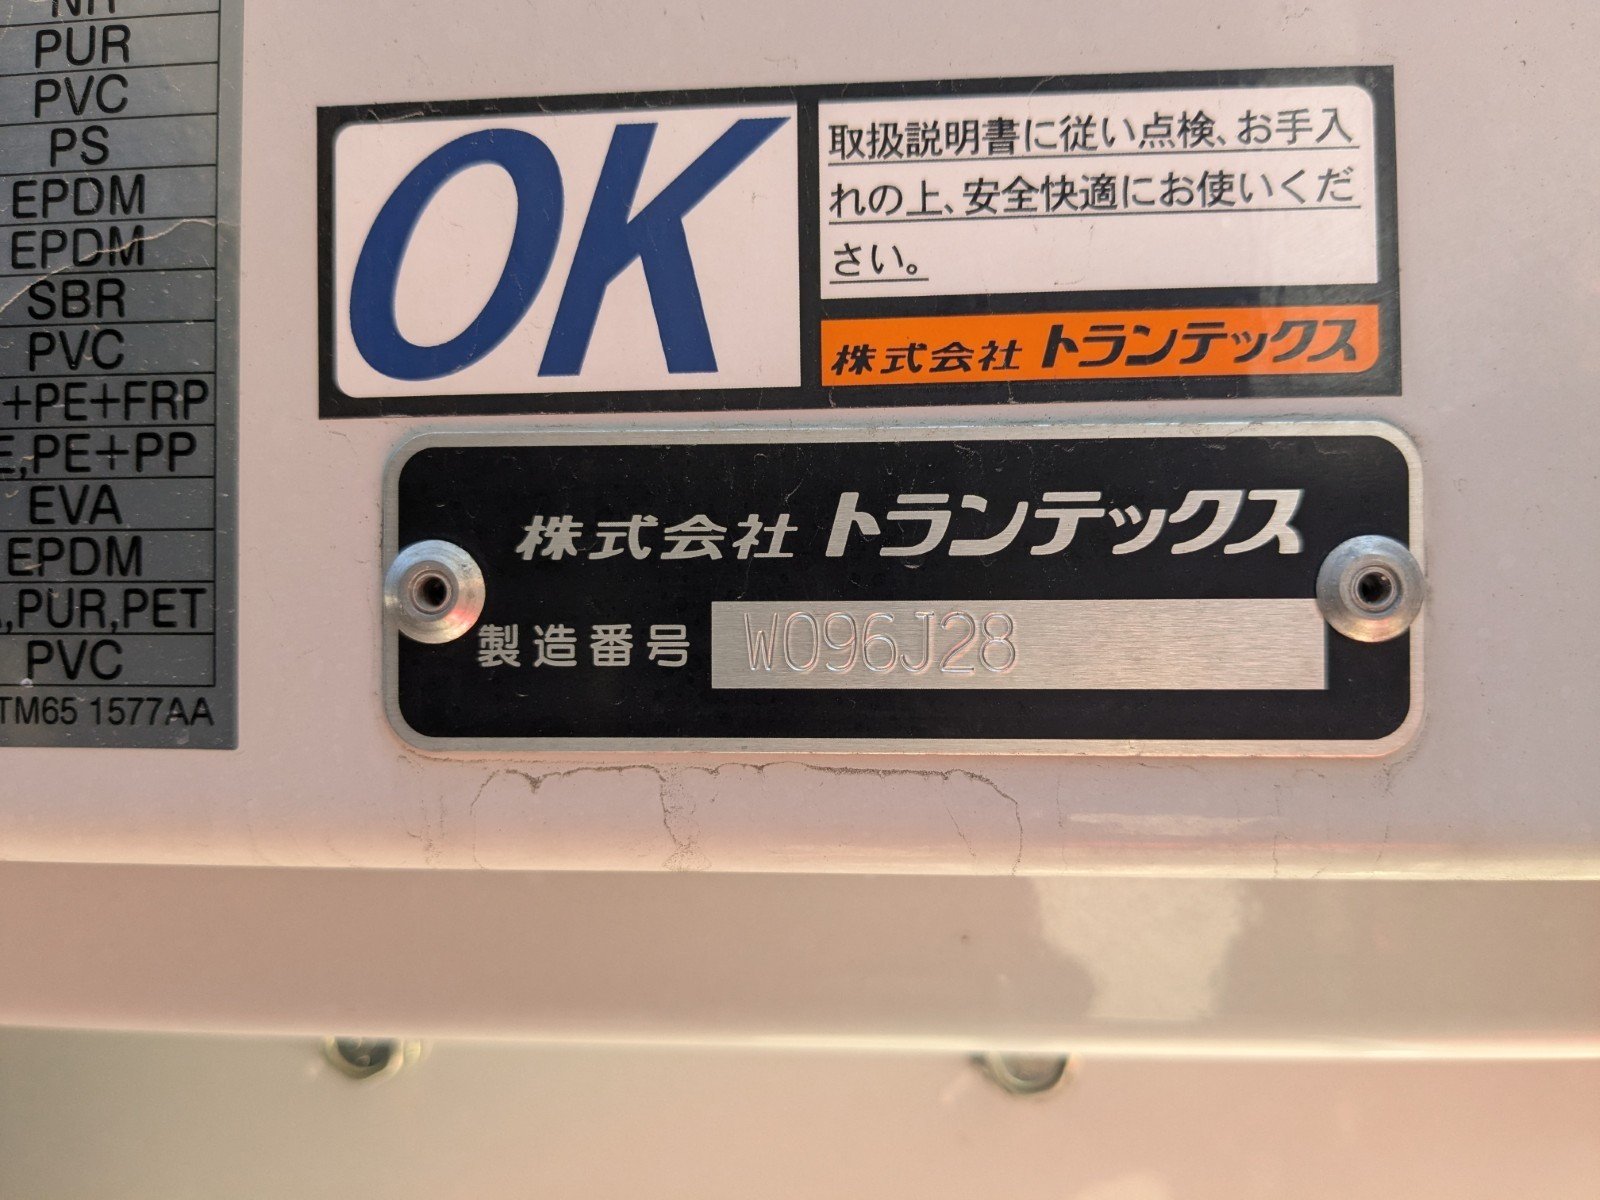 PUR
PVC
PS
EPDM
EPDM
SBR
PVC
+PE+FRP
,PE+PP
EVA
EPDM
,PUR,PET
PVC
TM65 1577AA
OK
取扱説明書に従い点検、お手入
れの上、安全快適にお使いくだ
さい。
株式会社 トランテックス
株式会社 トランテックス
製造番号 W096J28